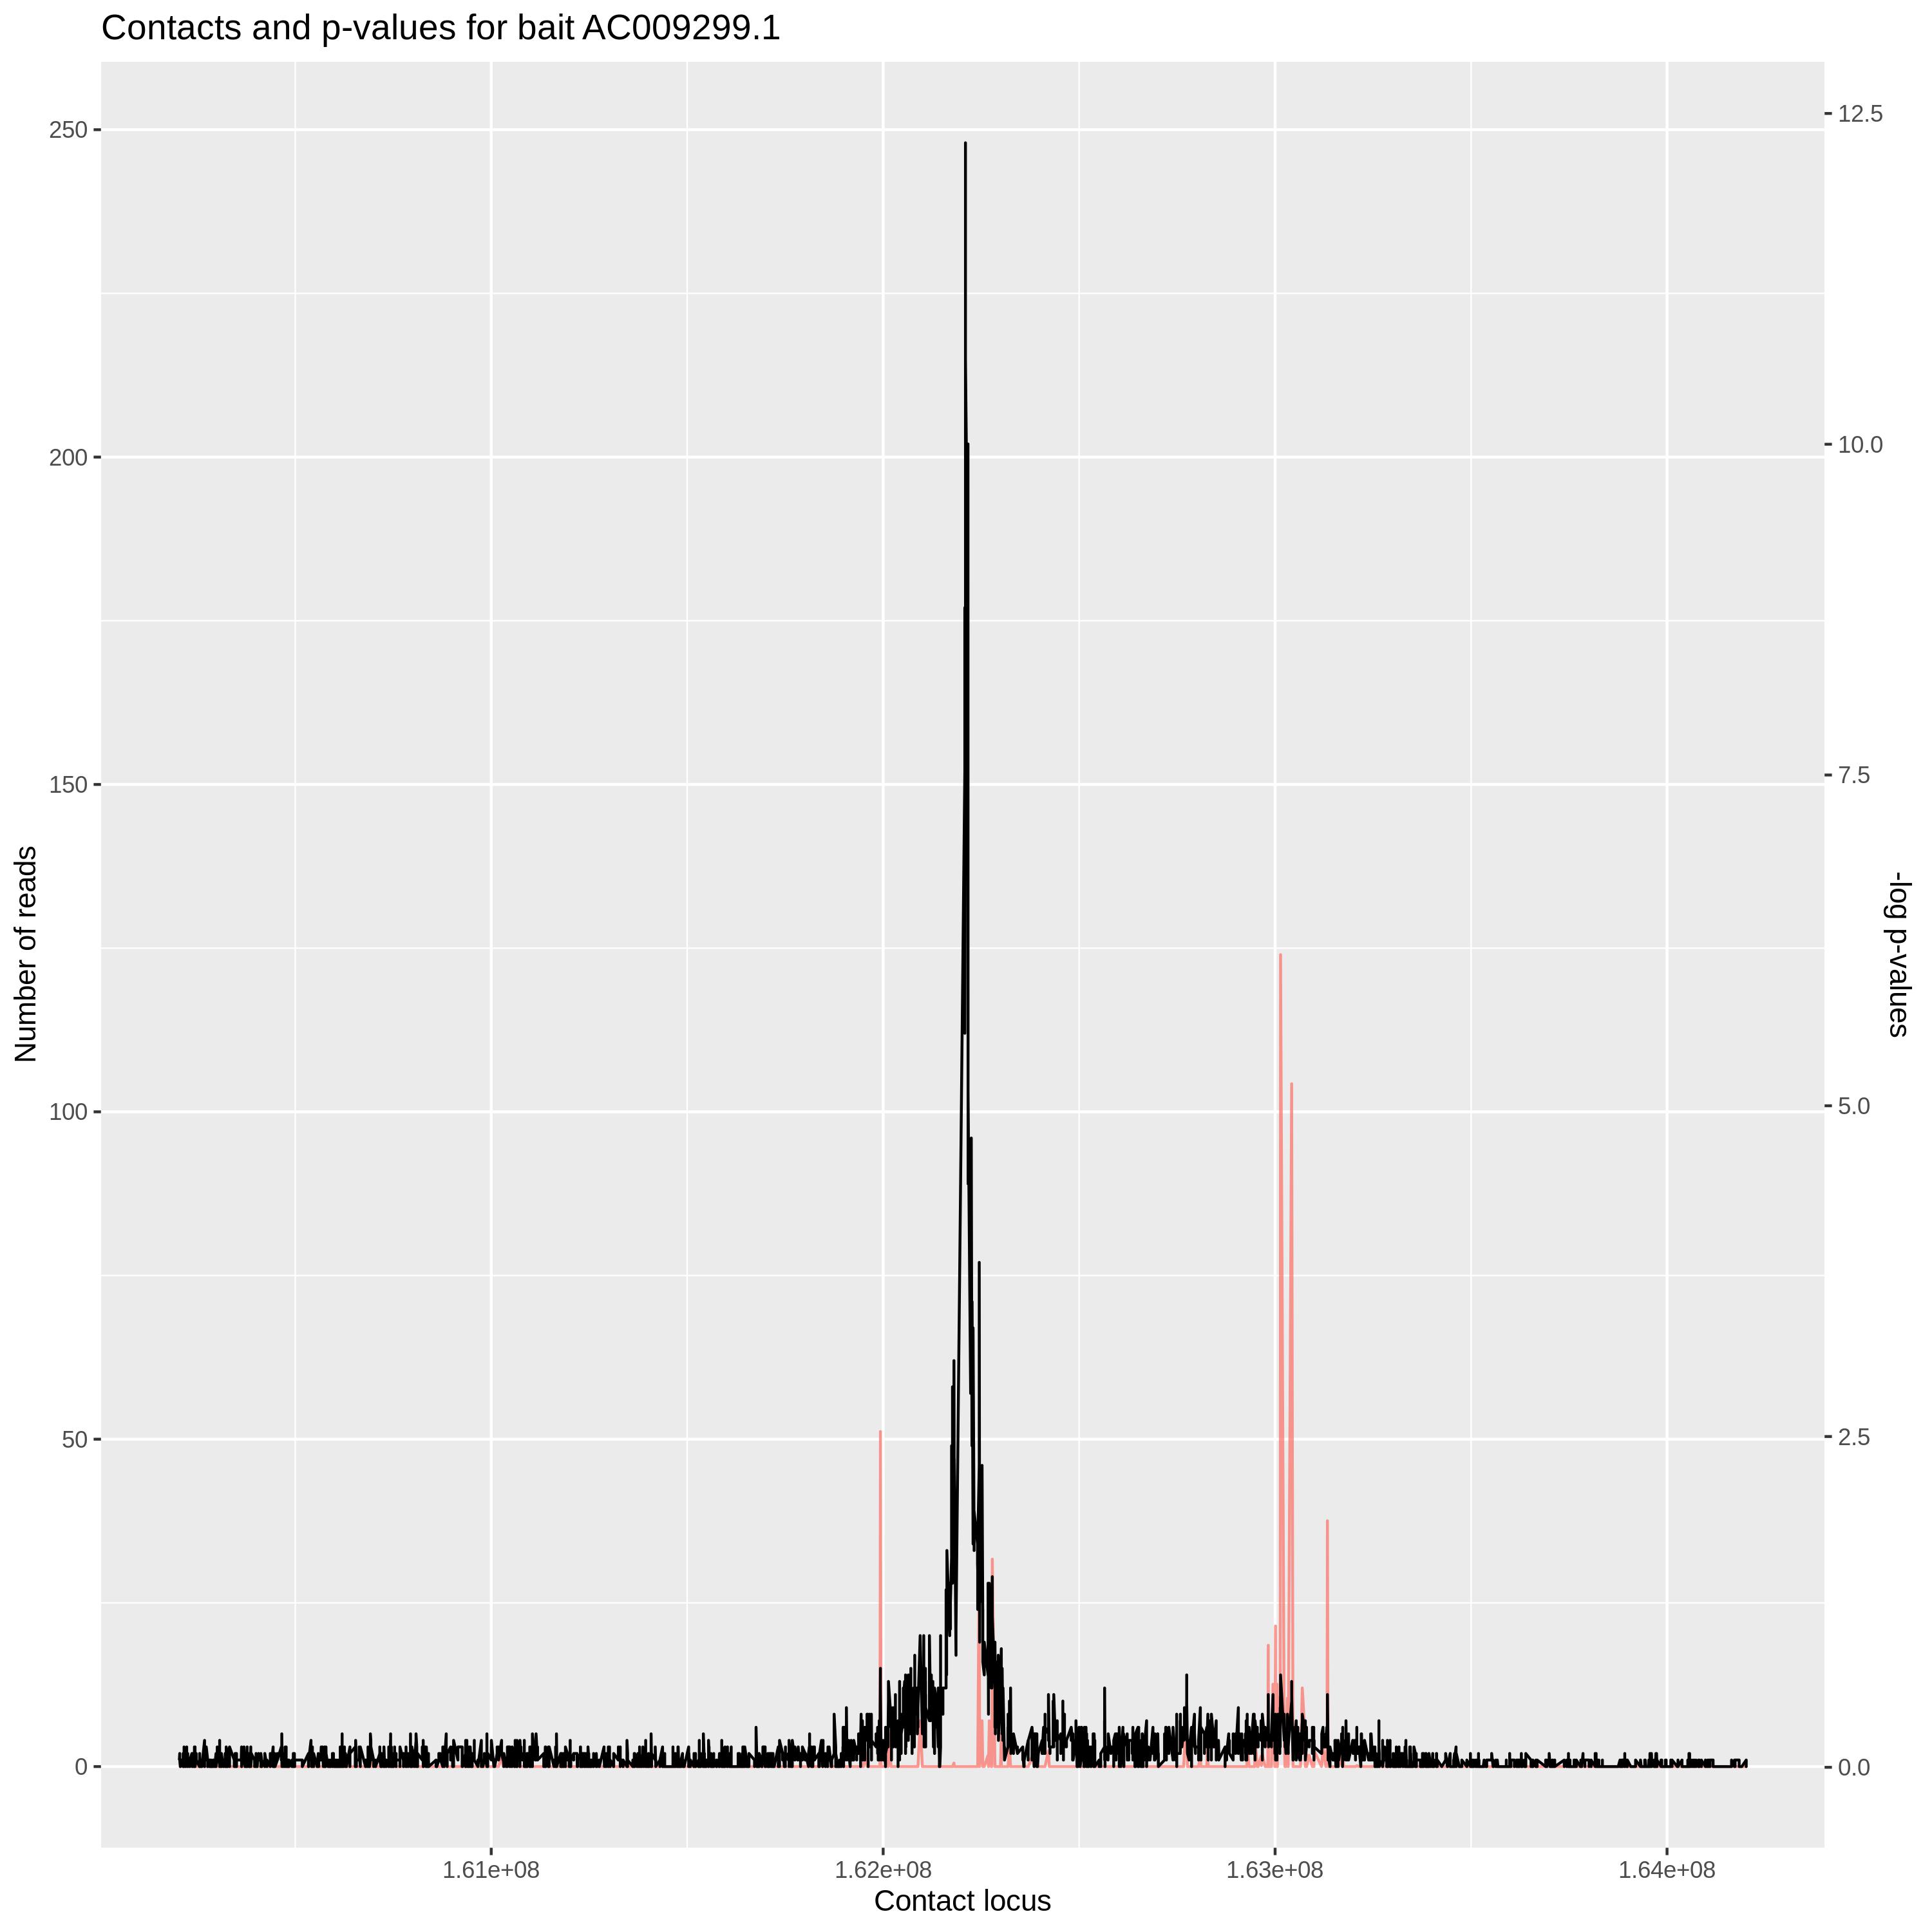 Contacts and p-values for bait AC009299.1
250
200
150
100
50
0
Number of reads
12.5
10.0
7.5
5.0
2.5
0.0
-log p-values
1.61e+08
1.62e+08
1.63e+08
1.64e+08
Contact locus